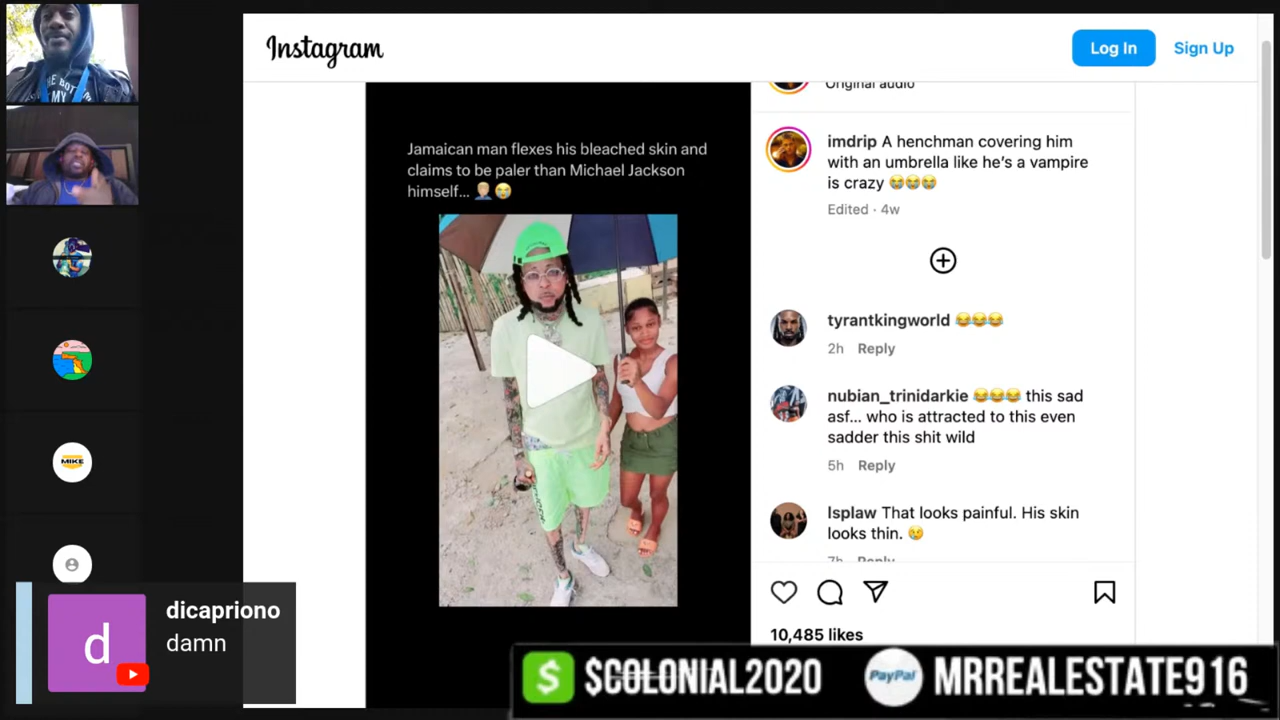 Instagram
Log In
Sign Up
Original audio
Jamaican man flexes his bleached skin and
claims to be paler than Michael Jackson
himself... 🤦🏼‍♂️😭
imdrip A henchman covering him
with an umbrella like he's a vampire
is crazy 😭😭😭
Edited · 4w
tyrantkingworld 😂😂😂
2h Reply
nubian_trinidarkie 😂😂😂 this sad
asf... who is attracted to this even
sadder this shit wild
5h Reply
lsplaw That looks painful. His skin
looks thin. 😢
7h Reply
10,485 likes
MIKE
d
dicapriono
damn
$ $COLONIAL2020
PayPal MRREALESTATE916